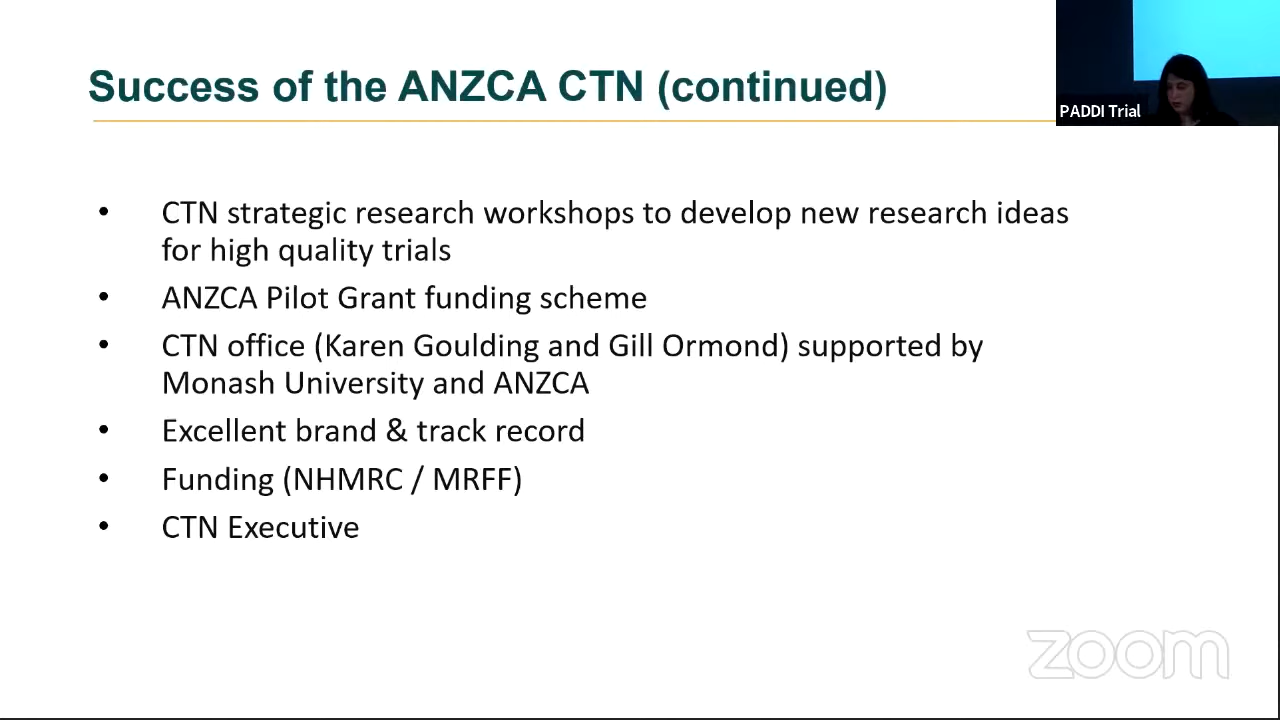 Success of the ANZCA CTN (continued)
PADDI Trial
• CTN strategic research workshops to develop new research ideas
for high quality trials
• ANZCA Pilot Grant funding scheme
• CTN office (Karen Goulding and Gill Ormond) supported by
Monash University and ANZCA
• Excellent brand & track record
• Funding (NHMRC / MRFF)
• CTN Executive
zoom